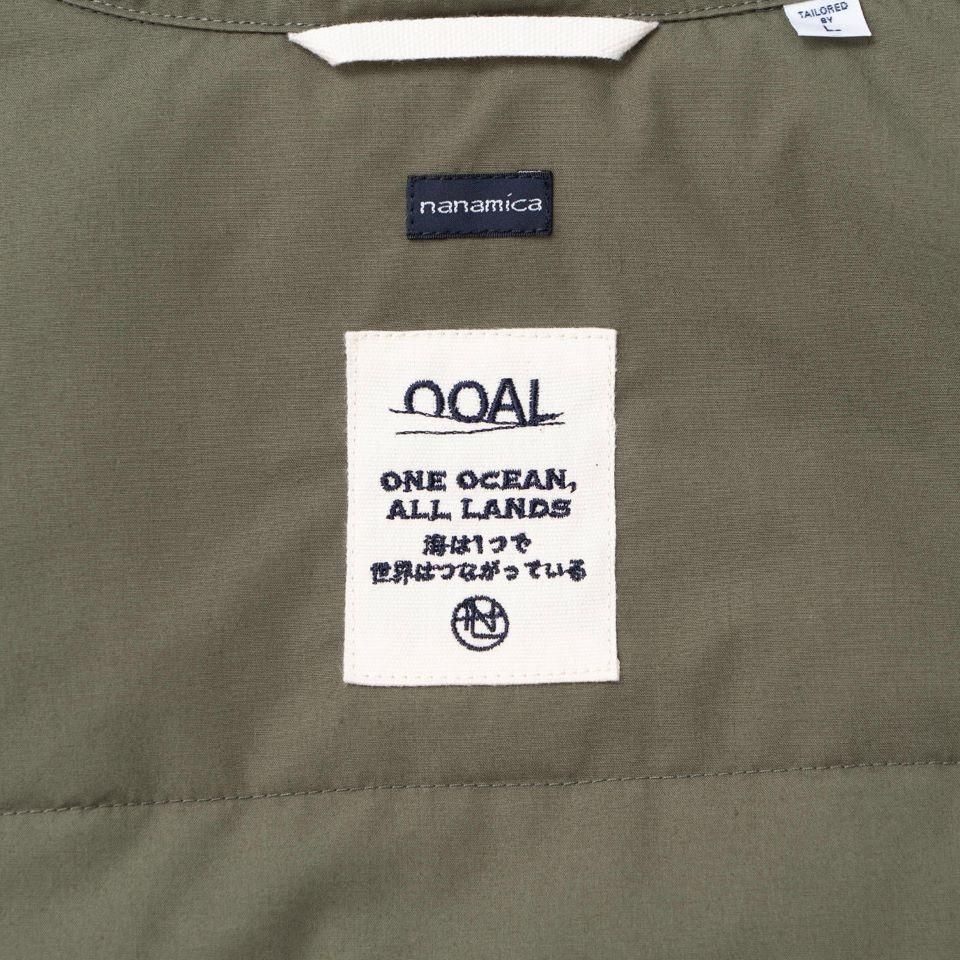 TAILORED
BY
nanamica
OOAL
ONE OCEAN,
ALL LANDS
海は1つで
世界はつながっている